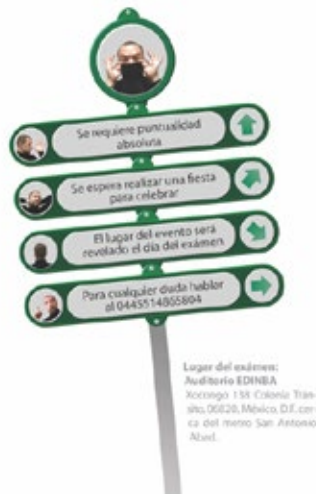 Se requiere puntualidad
absoluta
Se espera realizar una fiesta
para celebrar
El lugar del evento será
revelado el día del exámen
Para cualquier duda hablar
al 0445514865804
Lugar del exámen:
Auditorio EDINBA
Xocongo 138 Colonia Trán-
sito, 06820, México, D.F. cer-
ca del metro San Antonio
Abad.